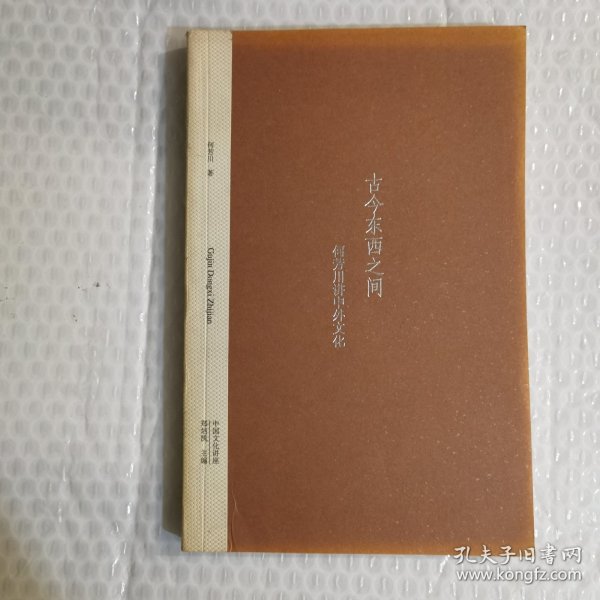 古今东西之间
何芳川讲中外文化
何芳川 著
Gujin Dongxi Zhijian
中国文化讲座
郑培凯 主编
孔夫子旧书网
www.kongfz.com